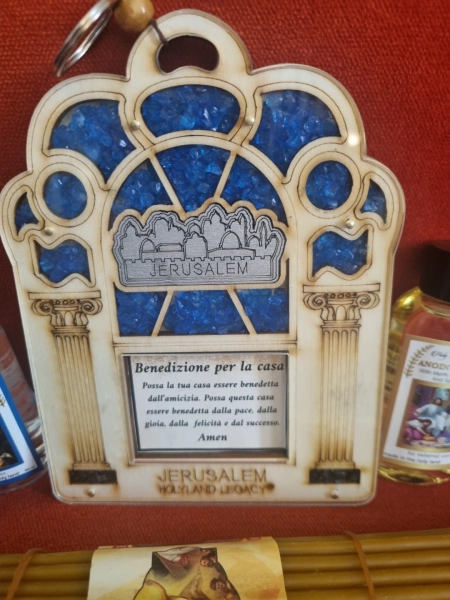 JERUSALEM
Benedizione per la casa
Possa la tua casa essere benedetta
dall'amicizia. Possa questa casa
essere benedetta dalla pace, dalla
gioia, dalla felicità e dal successo.
Amen
JERUSALEM
HOLYLAND LEGACY®